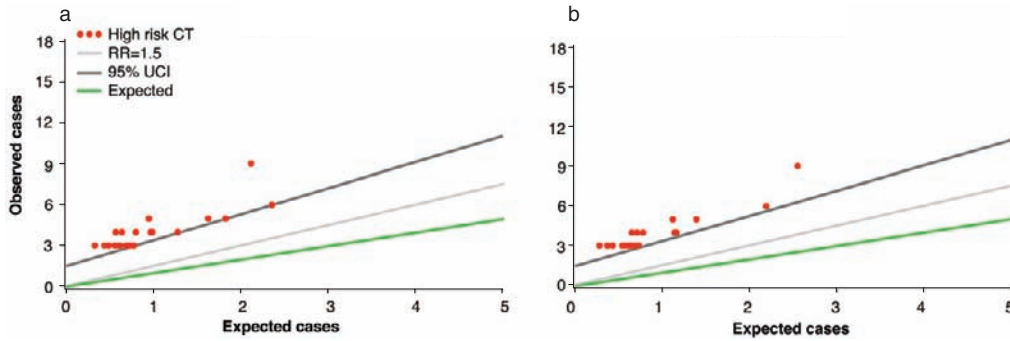 a
18
15
12
9
6
3
0
Observed cases
High risk CT
RR=1.5
95% UCI
Expected
0 1 2 3 4 5
Expected cases
b
18
15
12
9
6
3
0
0 1 2 3 4 5
Expected cases